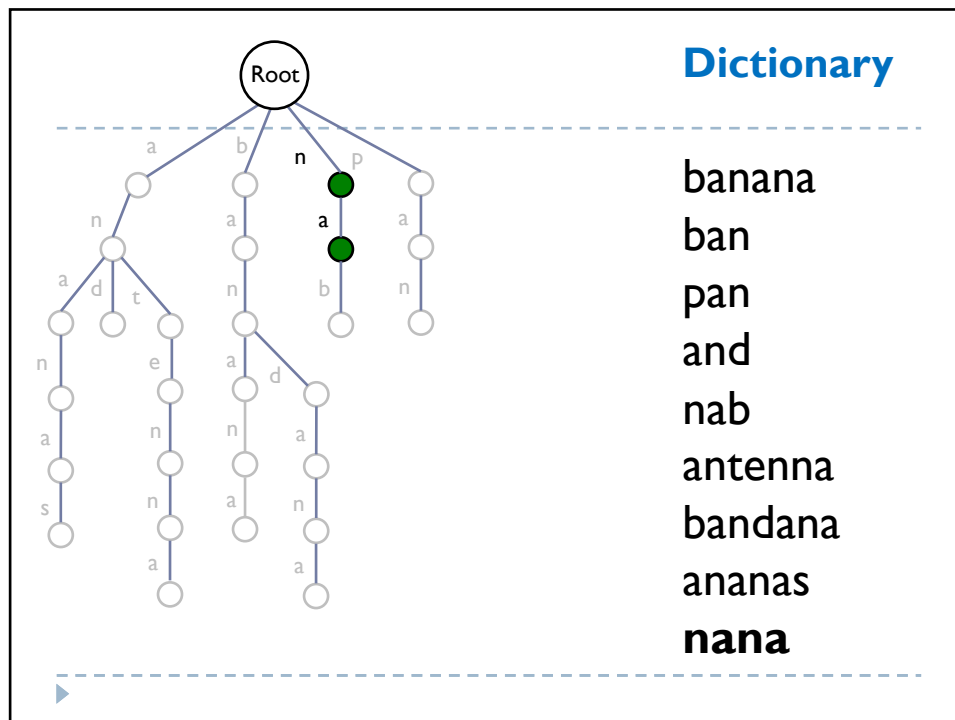 Dictionary
Root
a b n p
n a a a
a d t n b n
n e a d
a n n a
s n a n
a a
banana
ban
pan
and
nab
antenna
bandana
ananas
nana